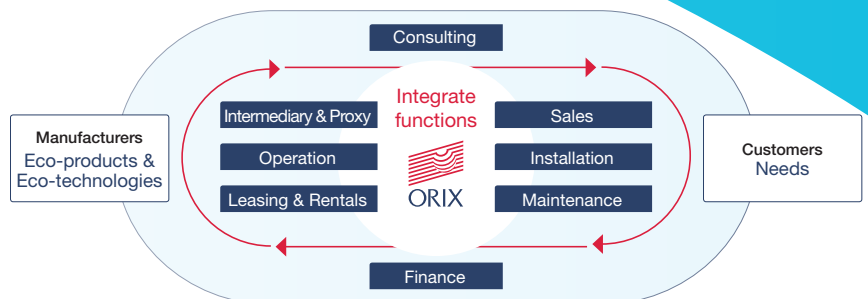 Consulting
Integrate
functions
Intermediary & Proxy
Sales
Manufacturers
Eco-products &
Eco-technologies
Operation
Installation
Customers
Needs
Leasing & Rentals
ORIX
Maintenance
Finance